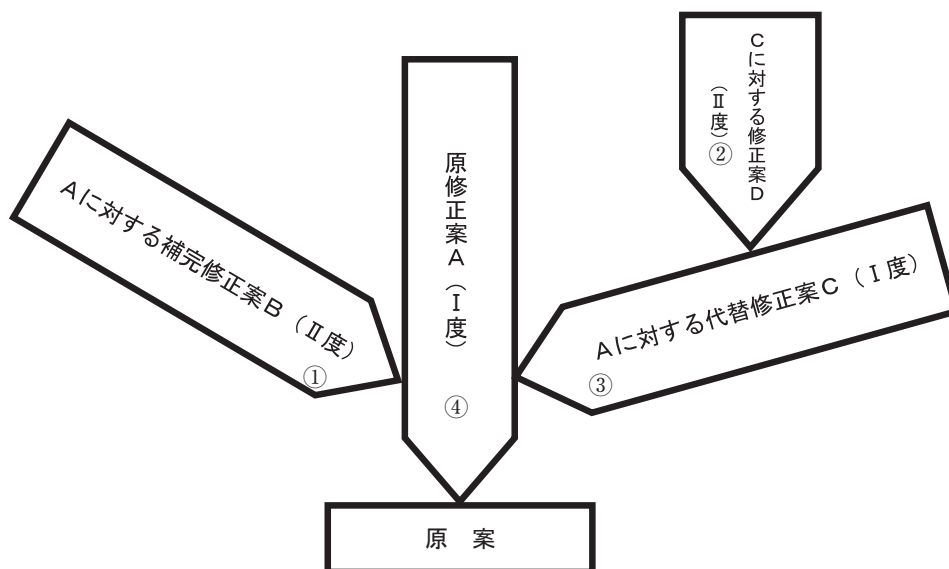 Aに対する補完修正案B（Ⅱ度）
①
原修正案A（Ⅰ度）
④
Cに対する修正案D
（Ⅱ度）②
Aに対する代替修正案C（Ⅰ度）
③
原　案